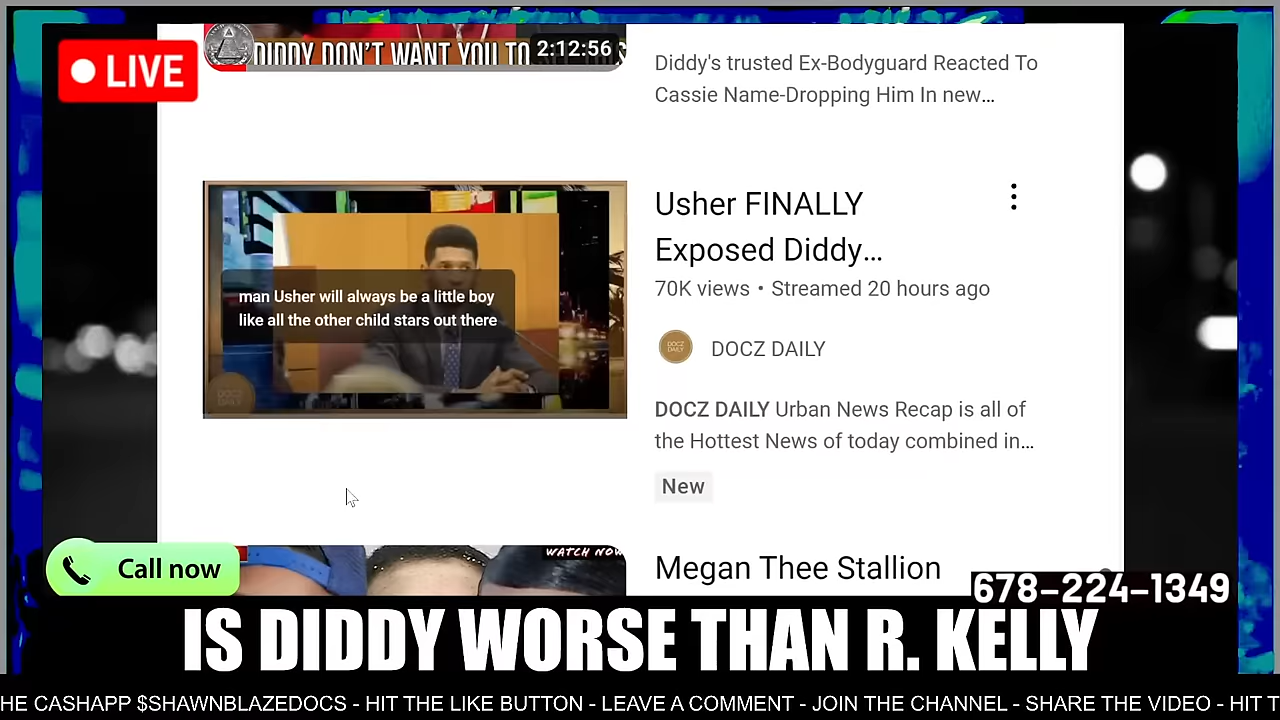 LIVE
DIDDY DON'T WANT YOU TO
2:12:56
Diddy's trusted Ex-Bodyguard Reacted To
Cassie Name-Dropping Him In new…
Usher FINALLY
Exposed Diddy…
70K views • Streamed 20 hours ago
man Usher will always be a little boy
like all the other child stars out there
DOCZ
DAILY
DOCZ DAILY
DOCZ DAILY Urban News Recap is all of
the Hottest News of today combined in…
New
WATCH NOW
Megan Thee Stallion
Call now
678-224-1349
IS DIDDY WORSE THAN R. KELLY
HE CASHAPP $SHAWNBLAZEDOCS - HIT THE LIKE BUTTON - LEAVE A COMMENT - JOIN THE CHANNEL - SHARE THE VIDEO - HIT T